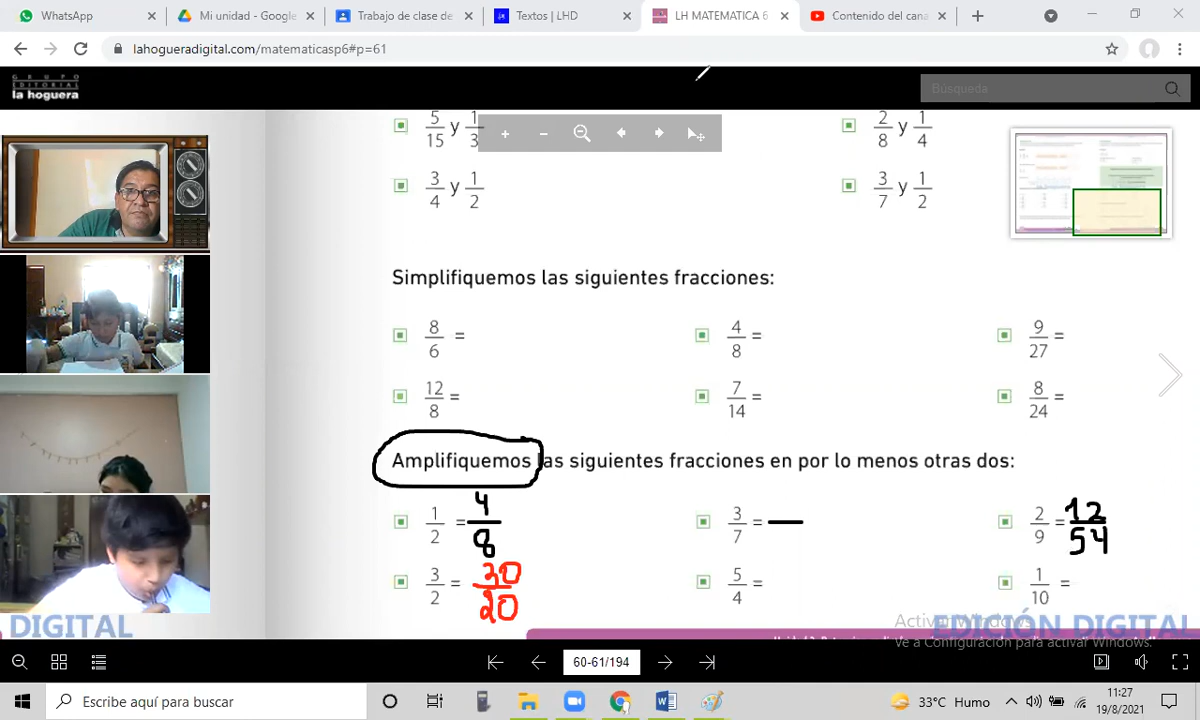 WhatsApp
Mi unidad - Google
Trabajo de clase de
Textos | LHD
LH MATEMATICA 6
Contenido del cana
lahogueradigital.com/matematicasp6#p=61
GRUPO
EDITORIAL
la hoguera
Búsqueda
5/15 y 1/3
2/8 y 1/4
3/4 y 1/2
3/7 y 1/2
Simplifiquemos las siguientes fracciones:
8/6 =
4/8 =
9/27 =
12/8 =
7/14 =
8/24 =
Amplifiquemos las siguientes fracciones en por lo menos otras dos:
1/2 = 4/8
3/7 =
2/9 = 12/54
3/2 = 30/20
5/4 =
1/10 =
Activar Windows
Ve a Configuración para activar Windows.
DIGITAL
EDICIÓN DIGITAL
60-61/194
Escribe aquí para buscar
33°C Humo
11:27
19/8/2021